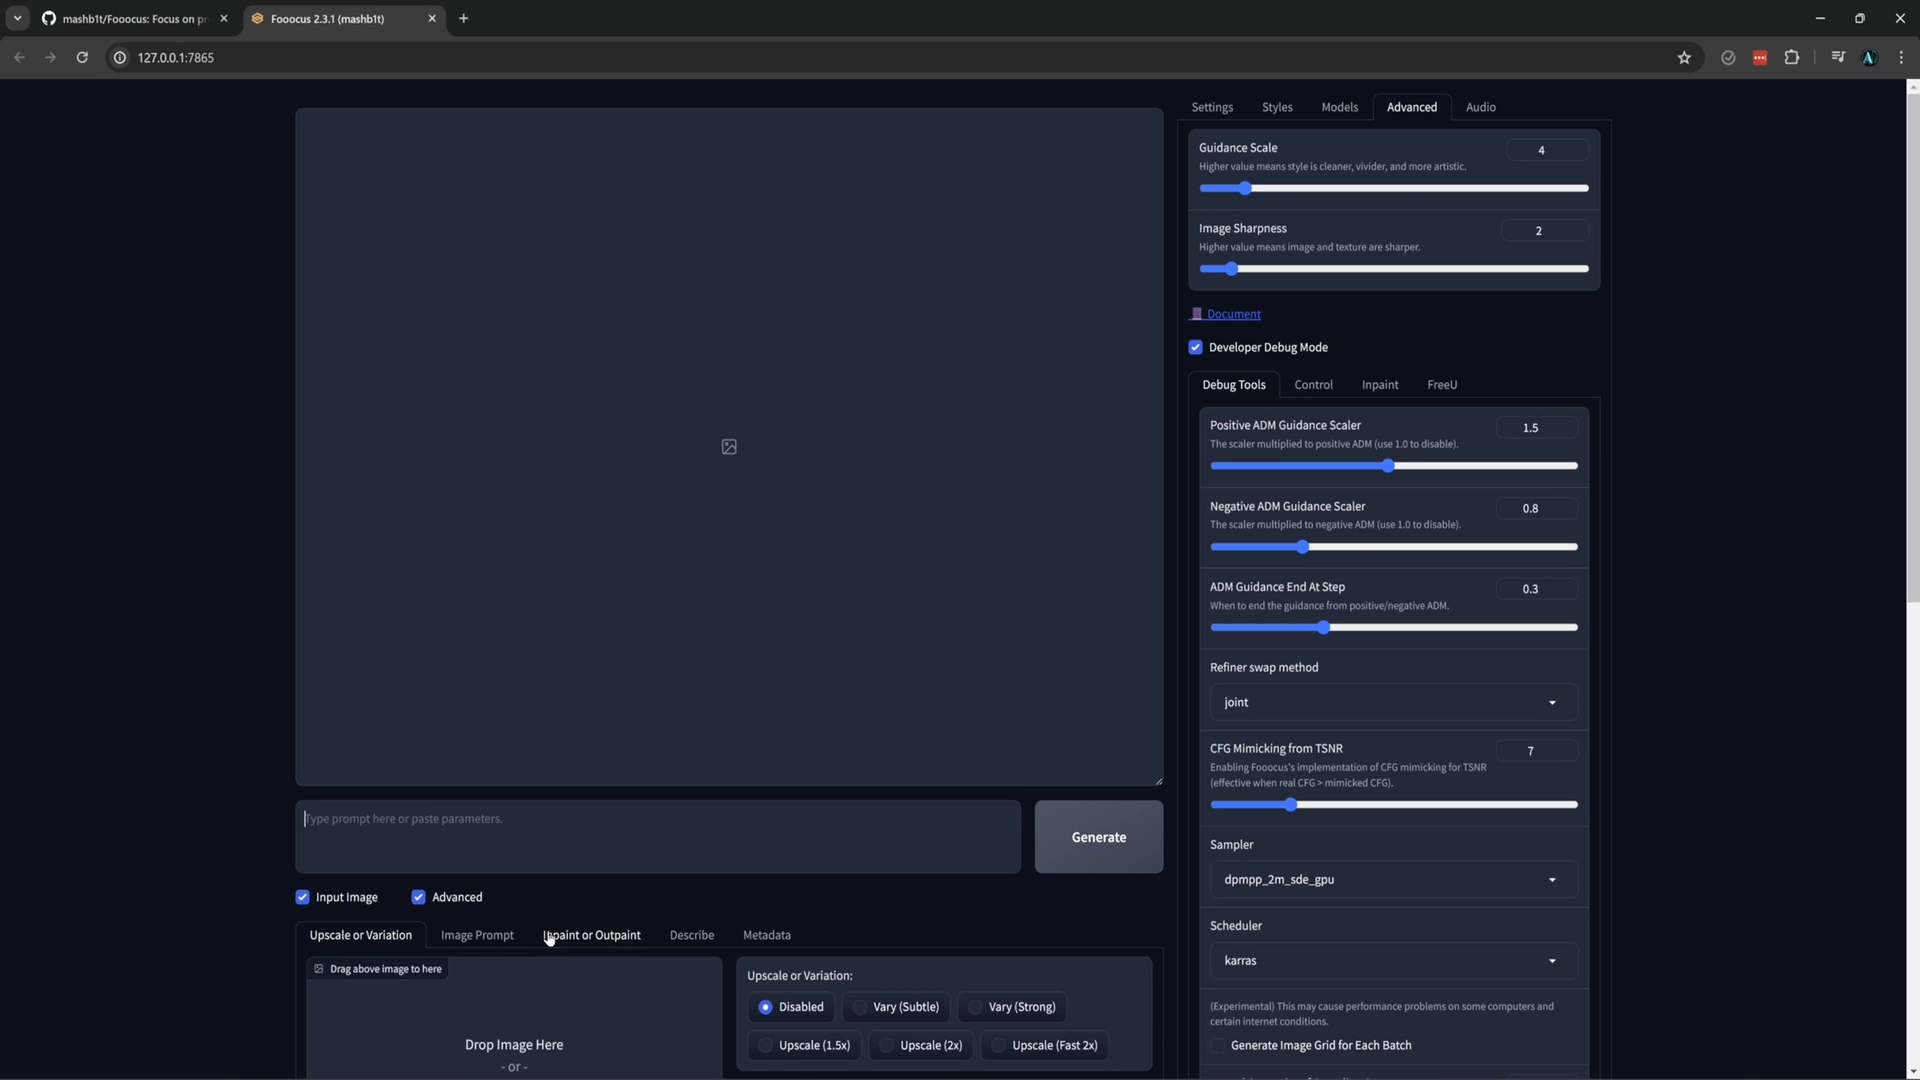 mashb1t/Fooocus: Focus on pr
Fooocus 2.3.1 (mashb1t)
127.0.0.1:7865
Settings
Styles
Models
Advanced
Audio
Guidance Scale
4
Higher value means style is cleaner, vivider, and more artistic.
Image Sharpness
2
Higher value means image and texture are sharper.
Document
Developer Debug Mode
Debug Tools
Control
Inpaint
FreeU
Positive ADM Guidance Scaler
1.5
The scaler multiplied to positive ADM (use 1.0 to disable).
Negative ADM Guidance Scaler
0.8
The scaler multiplied to negative ADM (use 1.0 to disable).
ADM Guidance End At Step
0.3
When to end the guidance from positive/negative ADM.
Refiner swap method
joint
CFG Mimicking from TSNR
7
Enabling Fooocus's implementation of CFG mimicking for TSNR
(effective when real CFG > mimicked CFG).
Sampler
dpmpp_2m_sde_gpu
Scheduler
karras
(Experimental) This may cause performance problems on some computers and
certain internet conditions.
Generate Image Grid for Each Batch
Type prompt here or paste parameters.
Generate
Input Image
Advanced
Upscale or Variation
Image Prompt
Inpaint or Outpaint
Describe
Metadata
Drag above image to here
Drop Image Here
- or -
Upscale or Variation:
Disabled
Vary (Subtle)
Vary (Strong)
Upscale (1.5x)
Upscale (2x)
Upscale (Fast 2x)